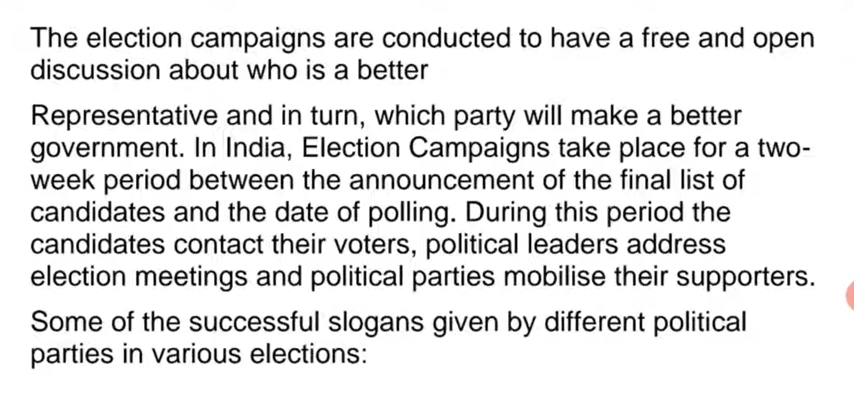 The election campaigns are conducted to have a free and open
discussion about who is a better
Representative and in turn, which party will make a better
government. In India, Election Campaigns take place for a two-
week period between the announcement of the final list of
candidates and the date of polling. During this period the
candidates contact their voters, political leaders address
election meetings and political parties mobilise their supporters.
Some of the successful slogans given by different political
parties in various elections: